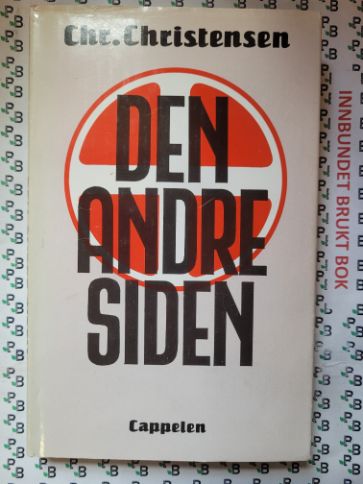 Chr. Christensen
DEN
ANDRE
SIDEN
Cappelen
INNBUNDET BRUKT BOK